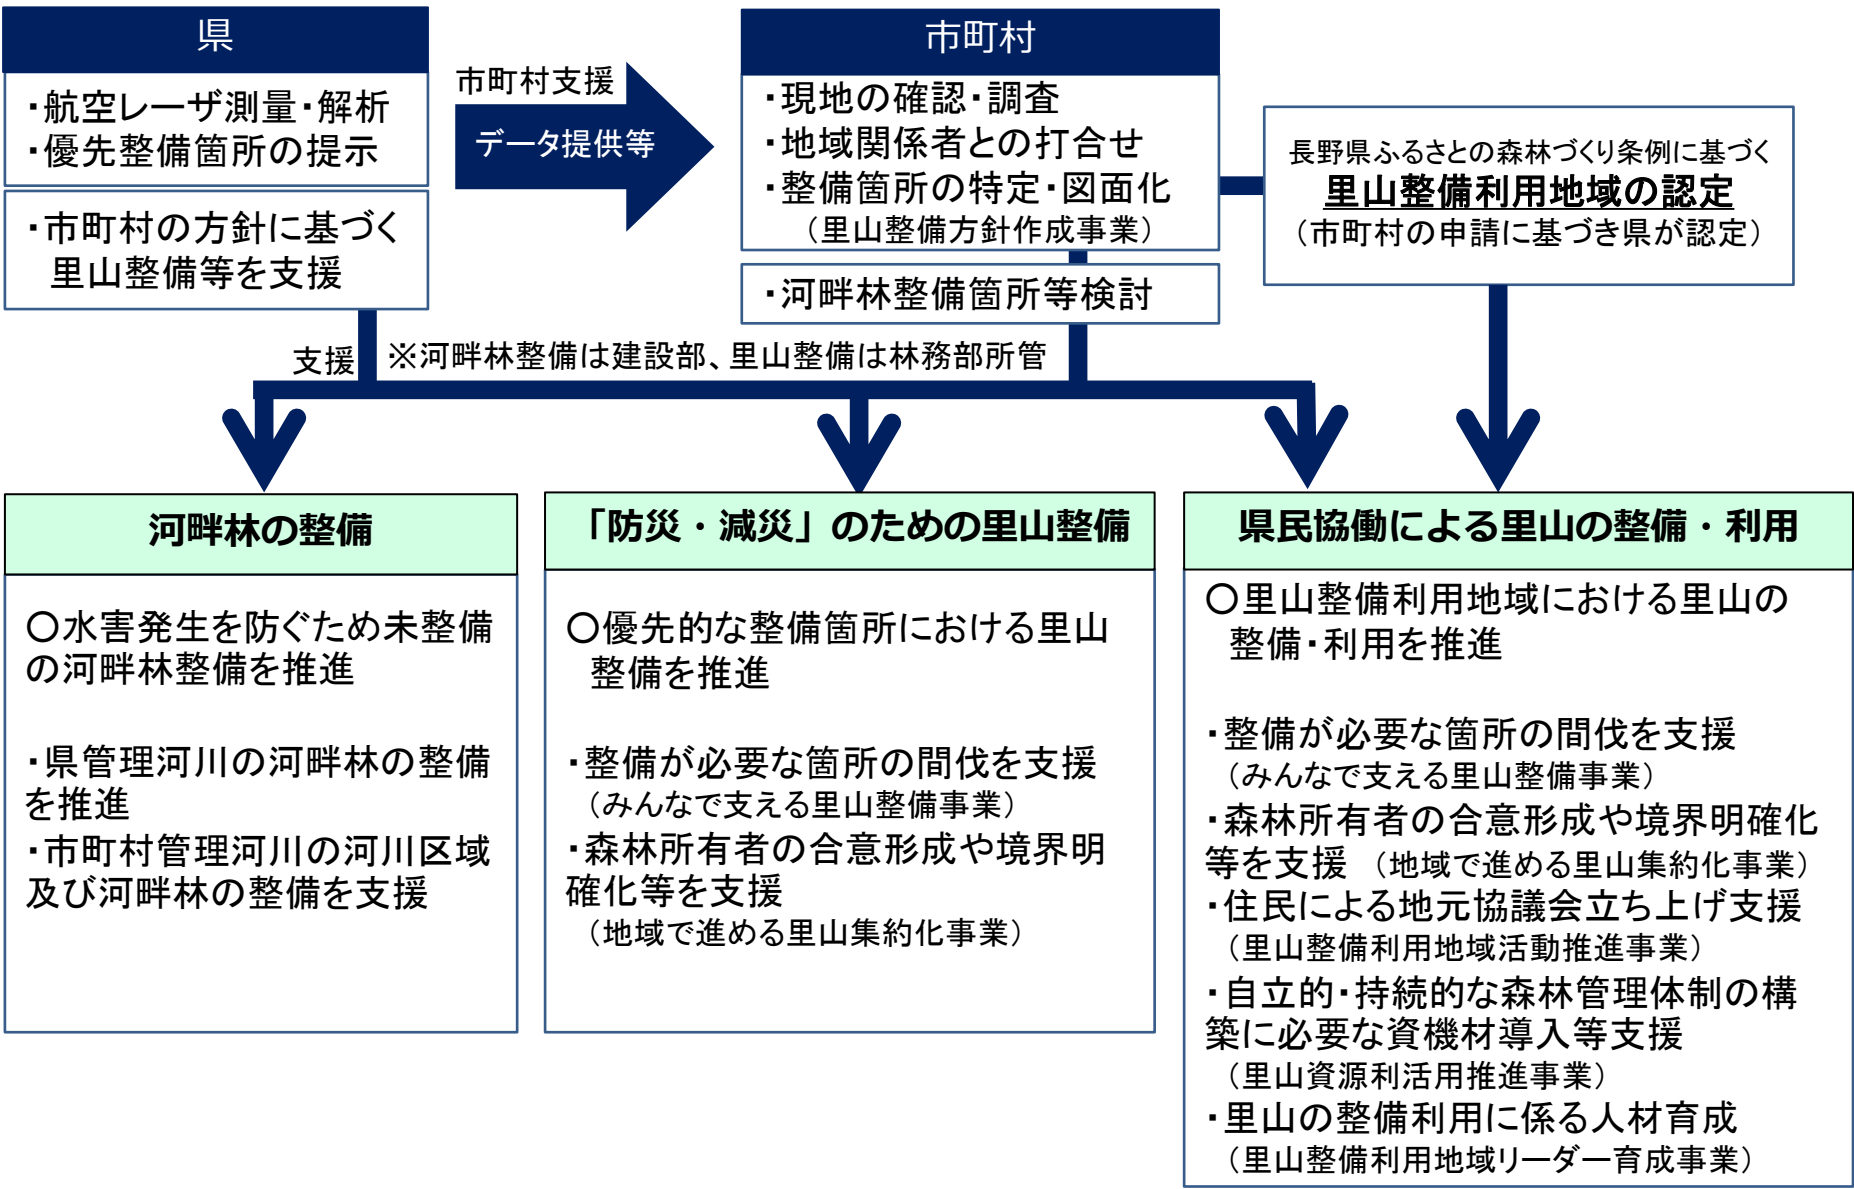 県
・航空レーザ測量・解析
・優先整備箇所の提示
・市町村の方針に基づく
里山整備等を支援
市町村支援
データ提供等
市町村
・現地の確認・調査
・地域関係者との打合せ
・整備箇所の特定・図面化
（里山整備方針作成事業）
・河畔林整備箇所等検討
長野県ふるさとの森林づくり条例に基づく
里山整備利用地域の認定
（市町村の申請に基づき県が認定）
支援
※河畔林整備は建設部、里山整備は林務部所管
河畔林の整備
〇水害発生を防ぐため未整備
の河畔林整備を推進
・県管理河川の河畔林の整備
を推進
・市町村管理河川の河川区域
及び河畔林の整備を支援
「防災・減災」のための里山整備
〇優先的な整備箇所における里山
整備を推進
・整備が必要な箇所の間伐を支援
（みんなで支える里山整備事業）
・森林所有者の合意形成や境界明
確化等を支援
（地域で進める里山集約化事業）
県民協働による里山の整備・利用
〇里山整備利用地域における里山の
整備・利用を推進
・整備が必要な箇所の間伐を支援
（みんなで支える里山整備事業）
・森林所有者の合意形成や境界明確化
等を支援（地域で進める里山集約化事業）
・住民による地元協議会立ち上げ支援
（里山整備利用地域活動推進事業）
・自立的・持続的な森林管理体制の構
築に必要な資機材導入等支援
（里山資源利活用推進事業）
・里山の整備利用に係る人材育成
（里山整備利用地域リーダー育成事業）